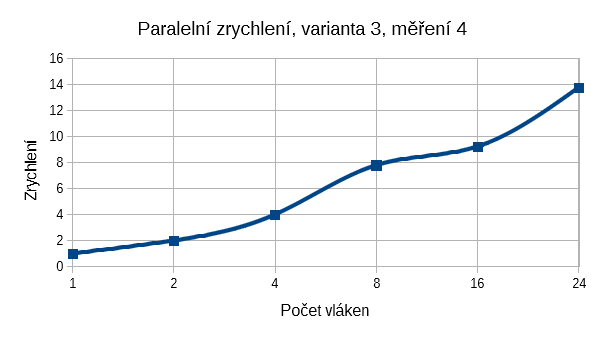 Paralelní zrychlení, varianta 3, měření 4
16
14
12
10
8
6
4
2
0
Zrychlení
1 2 4 8 16 24
Počet vláken